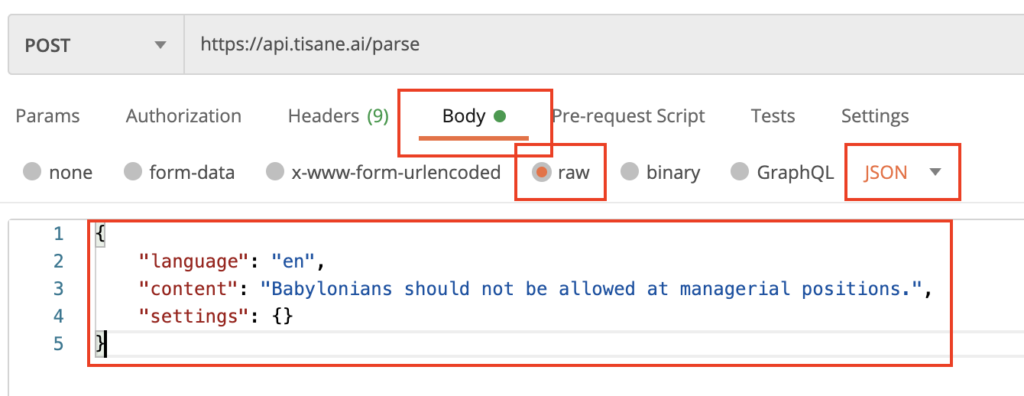 POST https://api.tisane.ai/parse
Params Authorization Headers (9) Body Pre-request Script Tests Settings
none form-data x-www-form-urlencoded raw binary GraphQL JSON
1 {
2 "language": "en",
3 "content": "Babylonians should not be allowed at managerial positions.",
4 "settings": {}
5 }